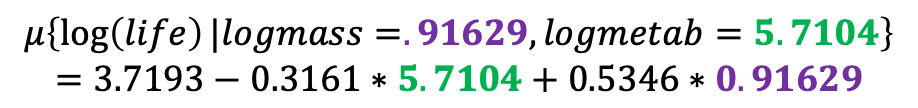 μ{log(life) |logmass =.91629, logmetab = 5.7104}
= 3.7193 − 0.3161 * 5.7104 + 0.5346 * 0.91629